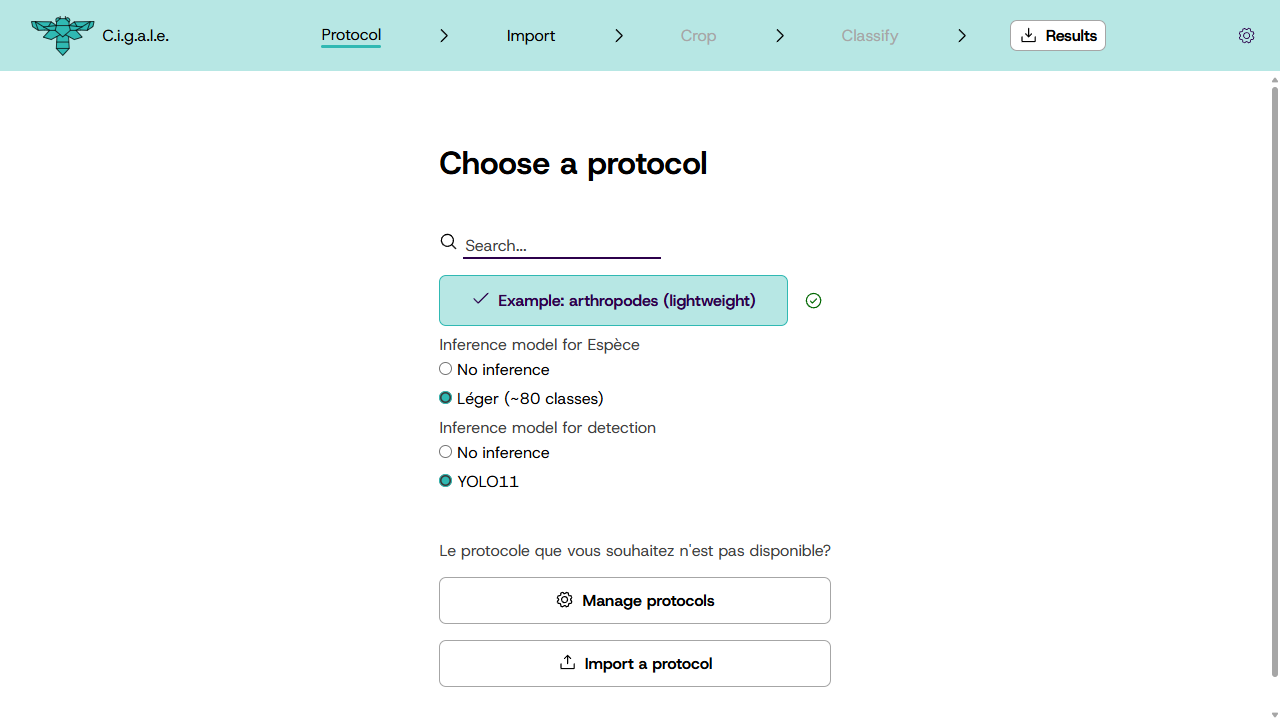 C.i.g.a.l.e.
Protocol
Import
Crop
Classify
Results
Choose a protocol
Search...
Example: arthropodes (lightweight)
Inference model for Espèce
No inference
Léger (~80 classes)
Inference model for detection
No inference
YOLO11
Le protocole que vous souhaitez n'est pas disponible?
Manage protocols
Import a protocol